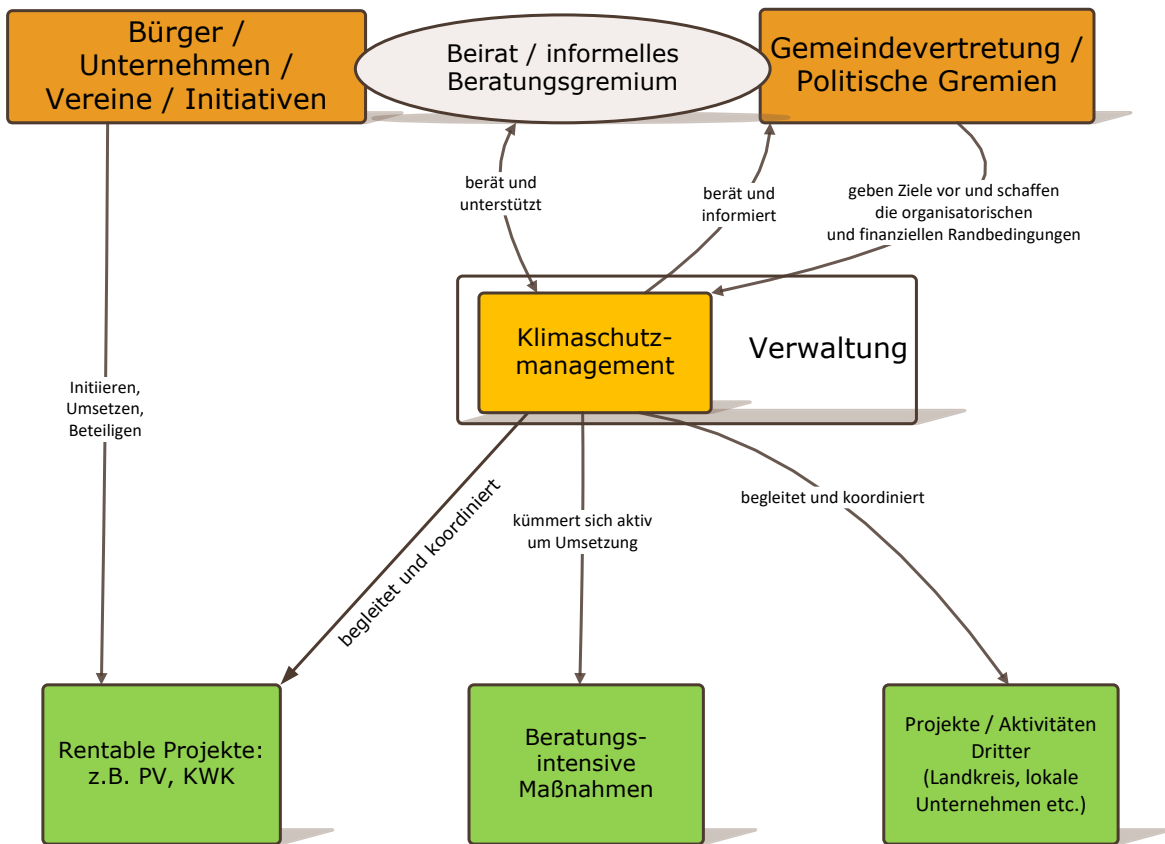 Bürger /
Unternehmen /
Vereine / Initiativen
Beirat / informelles
Beratungsgremium
Gemeindevertretung /
Politische Gremien
berät und
unterstützt
berät und
informiert
geben Ziele vor und schaffen
die organisatorischen
und finanziellen Randbedingungen
Klimaschutz-
management
Verwaltung
Initiieren,
Umsetzen,
Beteiligen
begleitet und koordiniert
kümmert sich aktiv
um Umsetzung
begleitet und koordiniert
Rentable Projekte:
z.B. PV, KWK
Beratungs-
intensive
Maßnahmen
Projekte / Aktivitäten
Dritter
(Landkreis, lokale
Unternehmen etc.)